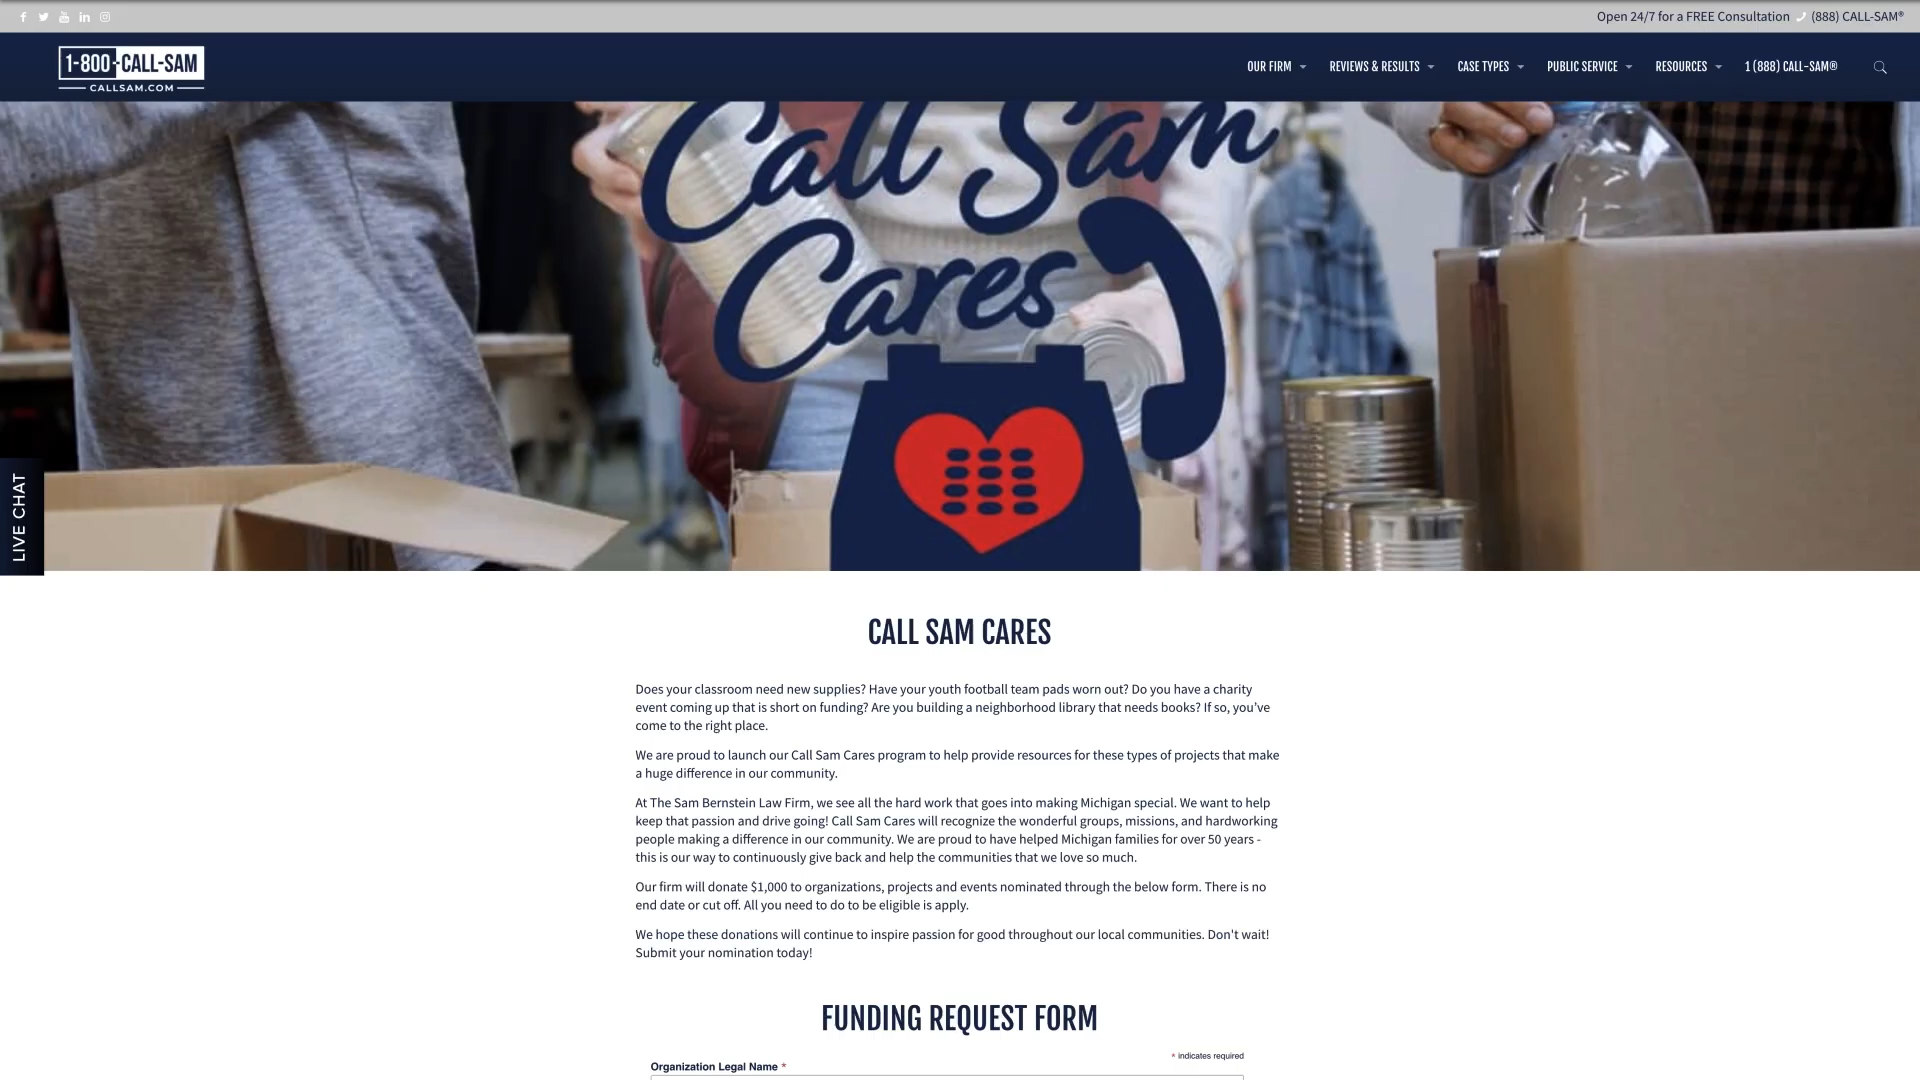 Open 24/7 for a FREE Consultation (888) CALL-SAM®
1-800-CALL-SAM
CALLSAM.COM
OUR FIRM
REVIEWS & RESULTS
CASE TYPES
PUBLIC SERVICE
RESOURCES
1 (888) CALL-SAM®
Call Sam
Cares
LIVE CHAT
CALL SAM CARES
Does your classroom need new supplies? Have your youth football team pads worn out? Do you have a charity
event coming up that is short on funding? Are you building a neighborhood library that needs books? If so, you’ve
come to the right place.
We are proud to launch our Call Sam Cares program to help provide resources for these types of projects that make
a huge difference in our community.
At The Sam Bernstein Law Firm, we see all the hard work that goes into making Michigan special. We want to help
keep that passion and drive going! Call Sam Cares will recognize the wonderful groups, missions, and hardworking
people making a difference in our community. We are proud to have helped Michigan families for over 50 years -
this is our way to continuously give back and help the communities that we love so much.
Our firm will donate $1,000 to organizations, projects and events nominated through the below form. There is no
end date or cut off. All you need to do to be eligible is apply.
We hope these donations will continue to inspire passion for good throughout our local communities. Don't wait!
Submit your nomination today!
FUNDING REQUEST FORM
* indicates required
Organization Legal Name *